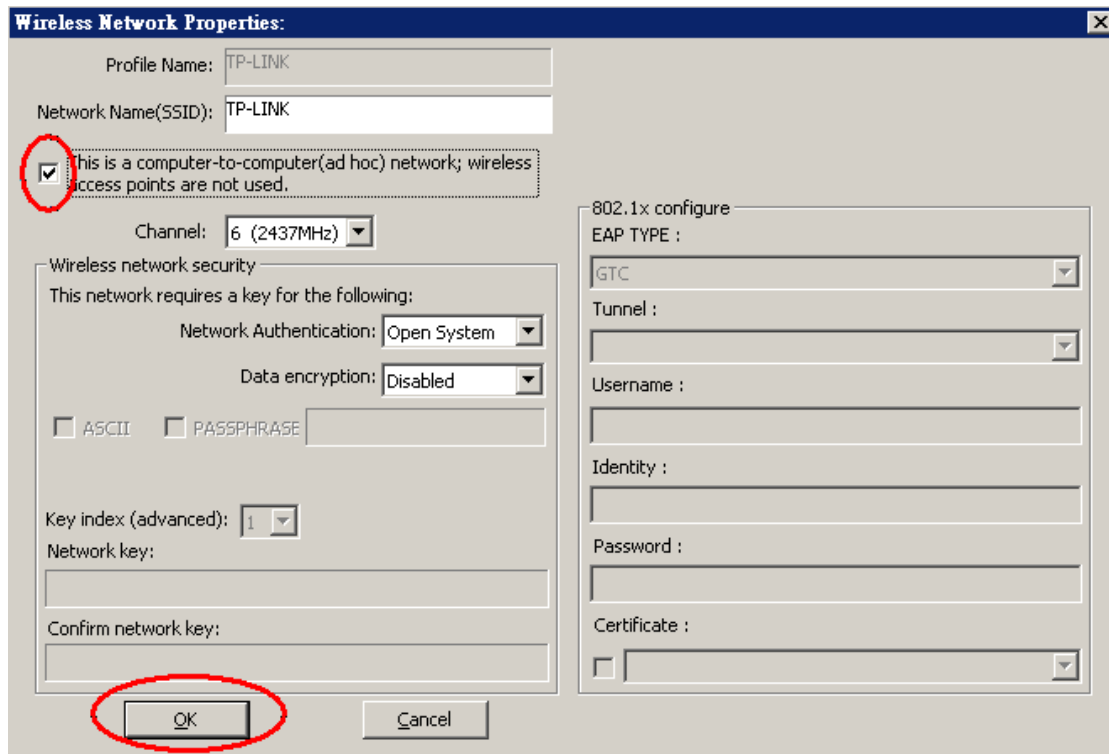 Wireless Network Properties:
Profile Name: TP-LINK
Network Name(SSID): TP-LINK
This is a computer-to-computer(ad hoc) network; wireless
access points are not used.
Channel: 6 (2437MHz)
Wireless network security
This network requires a key for the following:
Network Authentication: Open System
Data encryption: Disabled
ASCII PASSPHRASE
Key index (advanced): 1
Network key:
Confirm network key:
802.1x configure
EAP TYPE :
GTC
Tunnel :
Username :
Identity :
Password :
Certificate :
OK Cancel